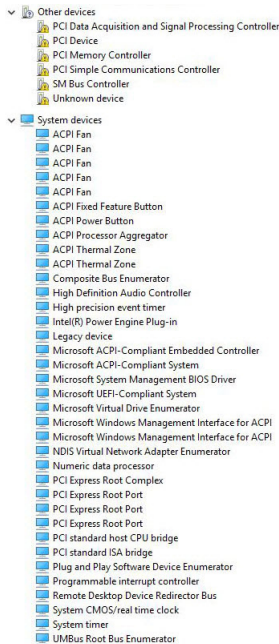 Other devices
PCI Data Acquisition and Signal Processing Controller
PCI Device
PCI Memory Controller
PCI Simple Communications Controller
SM Bus Controller
Unknown device
System devices
ACPI Fan
ACPI Fan
ACPI Fan
ACPI Fan
ACPI Fan
ACPI Fixed Feature Button
ACPI Power Button
ACPI Processor Aggregator
ACPI Thermal Zone
ACPI Thermal Zone
Composite Bus Enumerator
High Definition Audio Controller
High precision event timer
Intel(R) Power Engine Plug-in
Legacy device
Microsoft ACPI-Compliant Embedded Controller
Microsoft ACPI-Compliant System
Microsoft System Management BIOS Driver
Microsoft UEFI-Compliant System
Microsoft Virtual Drive Enumerator
Microsoft Windows Management Interface for ACPI
Microsoft Windows Management Interface for ACPI
NDIS Virtual Network Adapter Enumerator
Numeric data processor
PCI Express Root Complex
PCI Express Root Port
PCI Express Root Port
PCI Express Root Port
PCI standard host CPU bridge
PCI standard ISA bridge
Plug and Play Software Device Enumerator
Programmable interrupt controller
Remote Desktop Device Redirector Bus
System CMOS/real time clock
System timer
UMBus Root Bus Enumerator